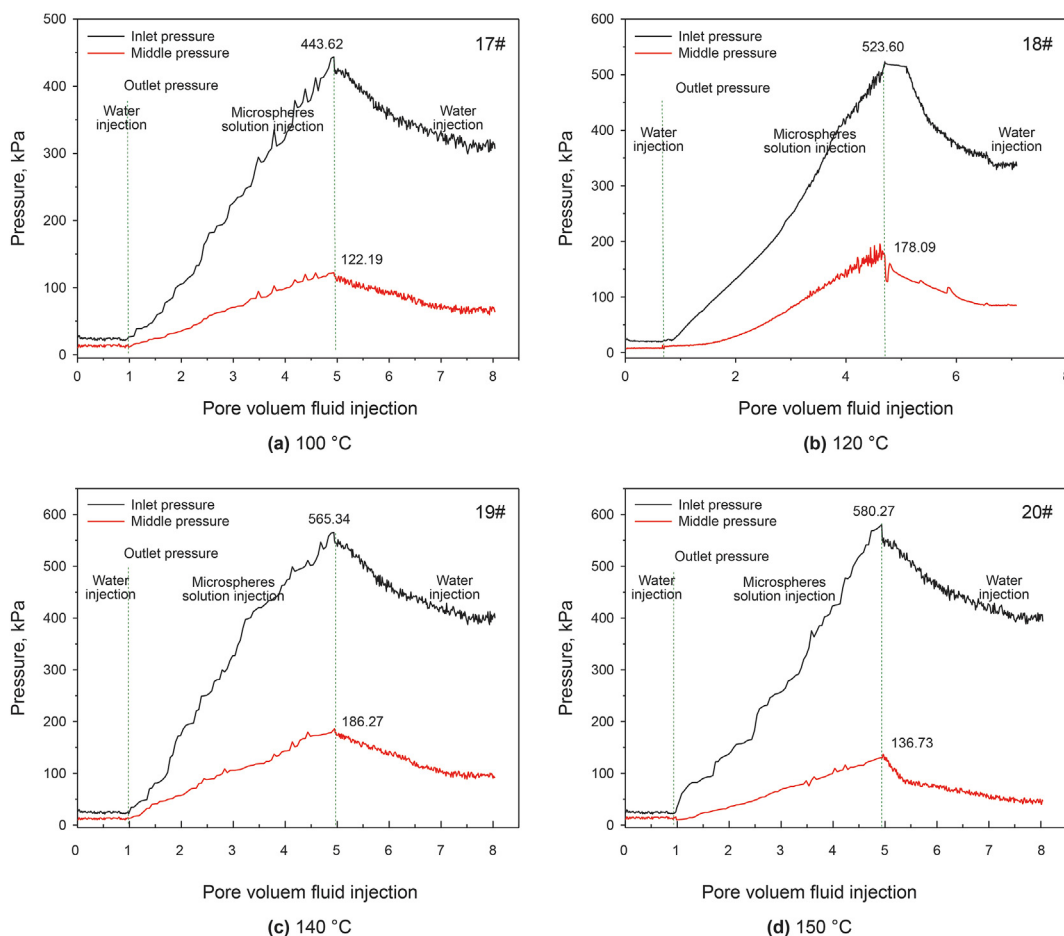 500
400
300
200
100
0
Pressure, kPa
Inlet pressure
Middle pressure
443.62
17#
Outlet pressure
Water
injection
Microspheres
solution injection
Water
injection
122.19
0 1 2 3 4 5 6 7 8
Pore voluem fluid injection
(a) 100 °C
600
500
400
300
200
100
0
Pressure, kPa
Inlet pressure
Middle pressure
523.60
18#
Outlet pressure
Water
injection
Microspheres
solution injection
Water
injection
178.09
0 2 4 6 8
Pore voluem fluid injection
(b) 120 °C
600
500
400
300
200
100
0
Pressure, kPa
Inlet pressure
Middle pressure
565.34
19#
Outlet pressure
Water
injection
Microspheres
solution injection
Water
injection
186.27
0 1 2 3 4 5 6 7 8
Pore voluem fluid injection
(c) 140 °C
600
500
400
300
200
100
0
Pressure, kPa
Inlet pressure
Middle pressure
580.27
20#
Outlet pressure
Water
injection
Microspheres
solution injection
Water
injection
136.73
0 1 2 3 4 5 6 7 8
Pore voluem fluid injection
(d) 150 °C